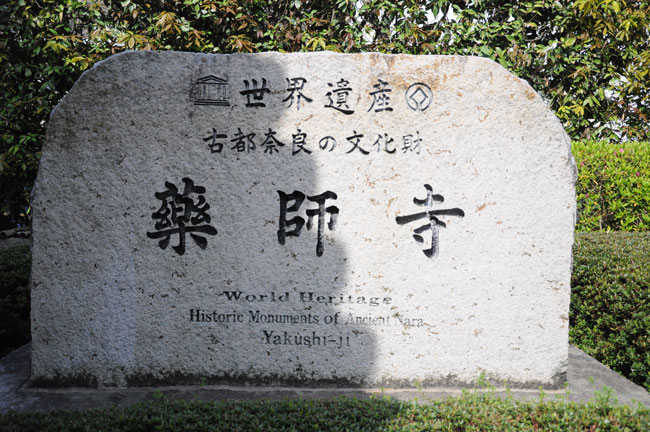 世界遺産
古都奈良の文化財
藥師寺
World Heritage
Historic Monuments of Ancient Nara
Yakushi-ji